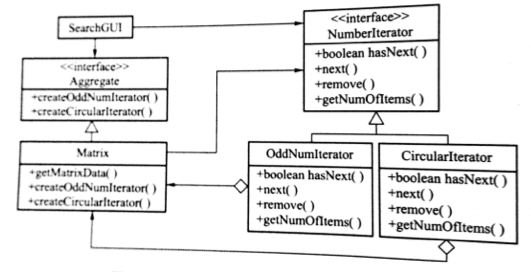 SearchGUI
<<interface>>
Aggregate
+createOddNumIterator( )
+createCircularIterator( )
<<interface>>
NumberIterator
+boolean hasNext( )
+next( )
+remove( )
+getNumOfItems( )
Matrix
+getMatrixData( )
+createOddNumIterator( )
+createCircularIterator( )
OddNumIterator
+boolean hasNext( )
+next( )
+remove( )
+getNumOfItems( )
CircularIterator
+boolean hasNext( )
+next( )
+remove( )
+getNumOfItems( )